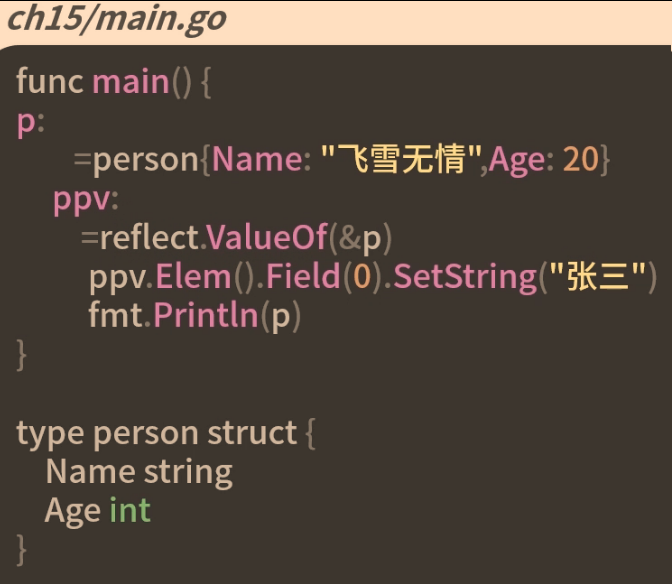 ch15/main.go
func main() {
p:
=person{Name: "飞雪无情",Age: 20}
ppv:
=reflect.ValueOf(&p)
ppv.Elem().Field(0).SetString("张三")
fmt.Println(p)
}
type person struct {
Name string
Age int
}